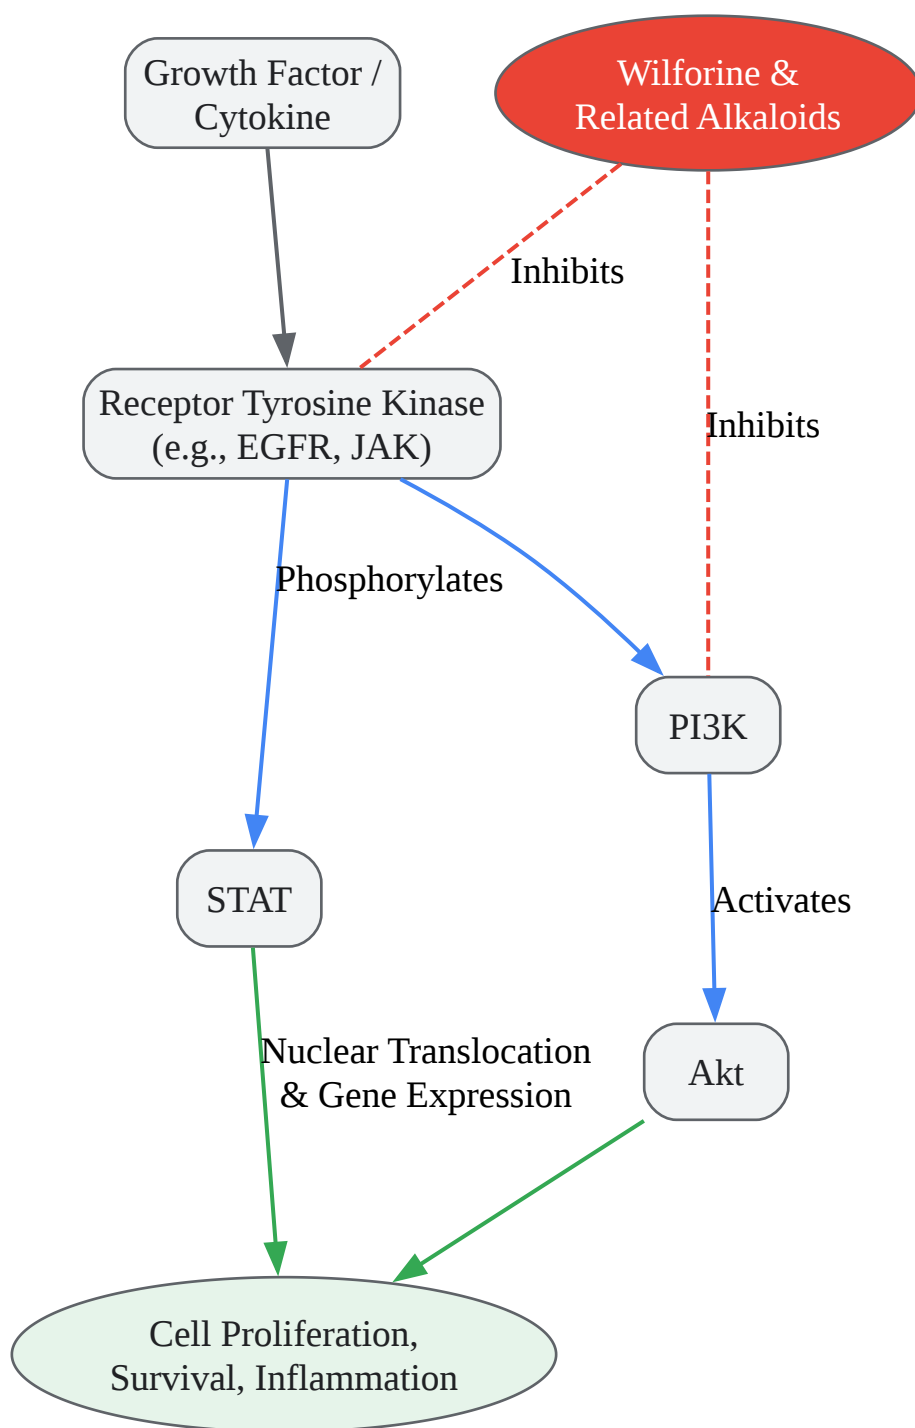 Growth Factor /
Cytokine
Wilforine &
Related Alkaloids
Inhibits
Receptor Tyrosine Kinase
(e.g., EGFR, JAK)
Inhibits
Phosphorylates
PI3K
STAT
Activates
Nuclear Translocation
& Gene Expression
Akt
Cell Proliferation,
Survival, Inflammation